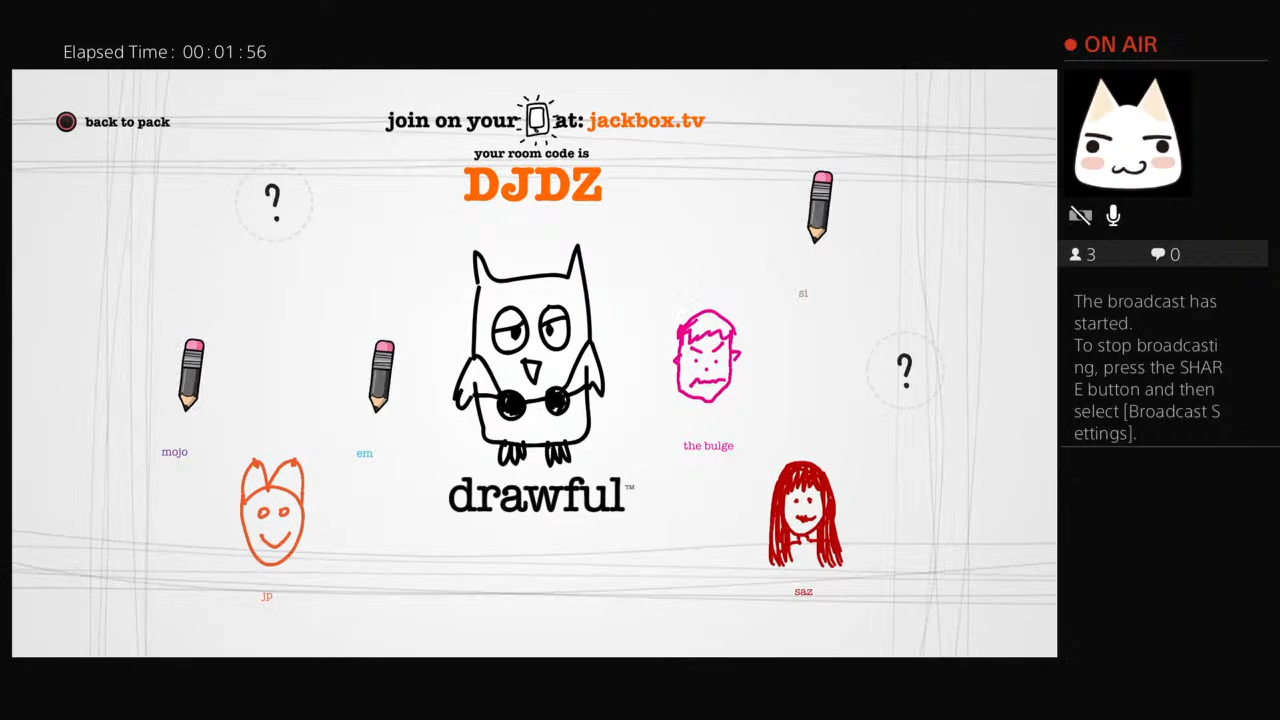 Elapsed Time: 00:01:56
ON AIR
back to pack
join on your at: jackbox.tv
your room code is
DJDZ
?
si
3
0
The broadcast has
started.
To stop broadcasti
ng, press the SHAR
E button and then
select [Broadcast S
ettings].
?
mojo
em
the bulge
drawful™
jp
saz